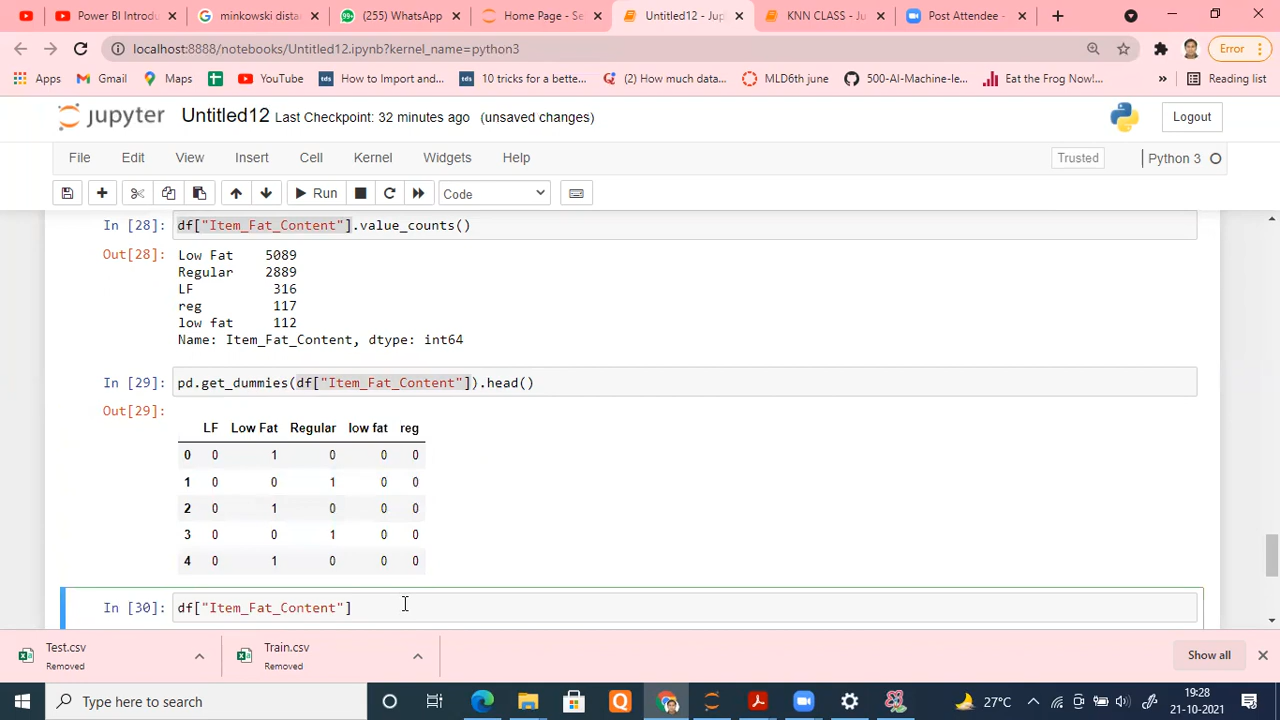 Power BI Introdu
minkowski dista
(255) WhatsApp
Home Page - Se
Untitled12 - Jup
KNN CLASS - Ju
Post Attendee -
localhost:8888/notebooks/Untitled12.ipynb?kernel_name=python3
Error
Apps
Gmail
Maps
YouTube
How to Import and...
10 tricks for a bette...
(2) How much data...
MLD6th june
500-AI-Machine-le...
Eat the Frog Now!...
»
Reading list
jupyter Untitled12 Last Checkpoint: 32 minutes ago (unsaved changes)
Logout
File Edit View Insert Cell Kernel Widgets Help
Trusted
Python 3
Run
Code
In [28]: df["Item_Fat_Content"].value_counts()
Out[28]: Low Fat 5089
Regular 2889
LF 316
reg 117
low fat 112
Name: Item_Fat_Content, dtype: int64
In [29]: pd.get_dummies(df["Item_Fat_Content"]).head()
Out[29]:
LF Low Fat Regular low fat reg
0 0 1 0 0 0
1 0 0 1 0 0
2 0 1 0 0 0
3 0 0 1 0 0
4 0 1 0 0 0
In [30]: df["Item_Fat_Content"]
Test.csv
Removed
Train.csv
Removed
Show all
Type here to search
27°C
19:28
21-10-2021